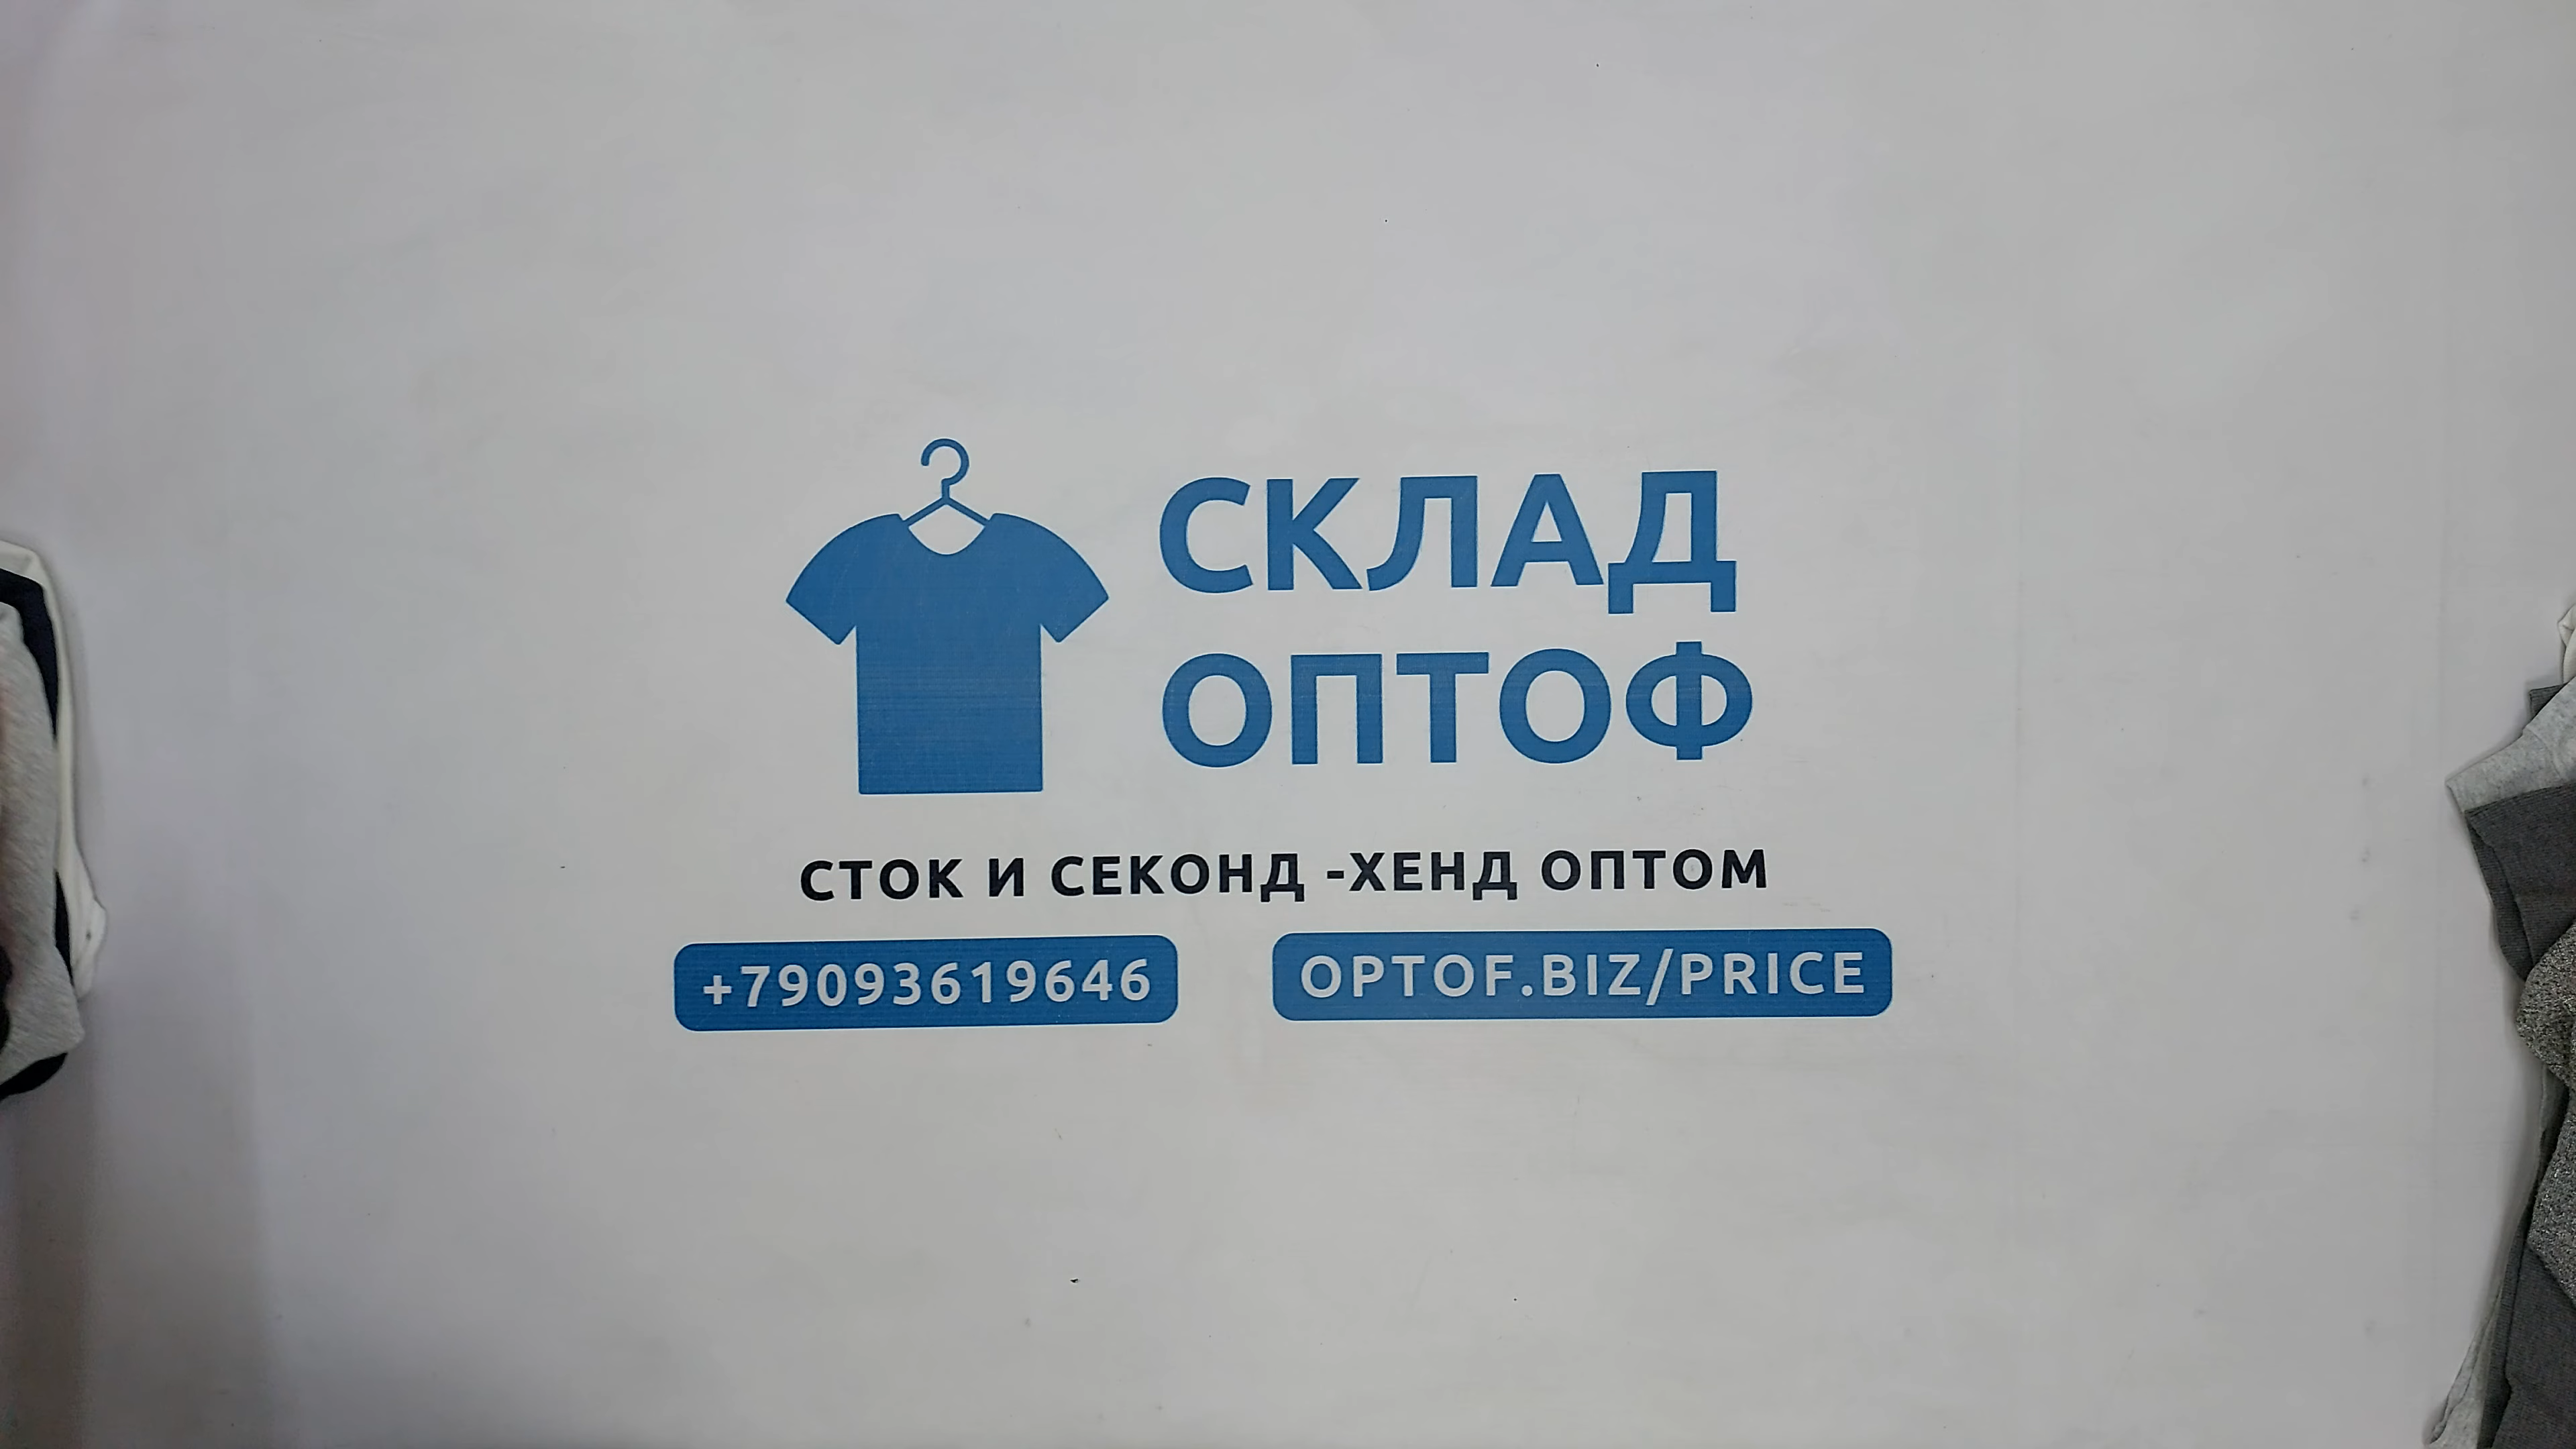 СКЛАД
ОПТОФ
СТОК И СЕКОНД -ХЕНД ОПТОМ
+79093619646
OPTOF.BIZ/PRICE